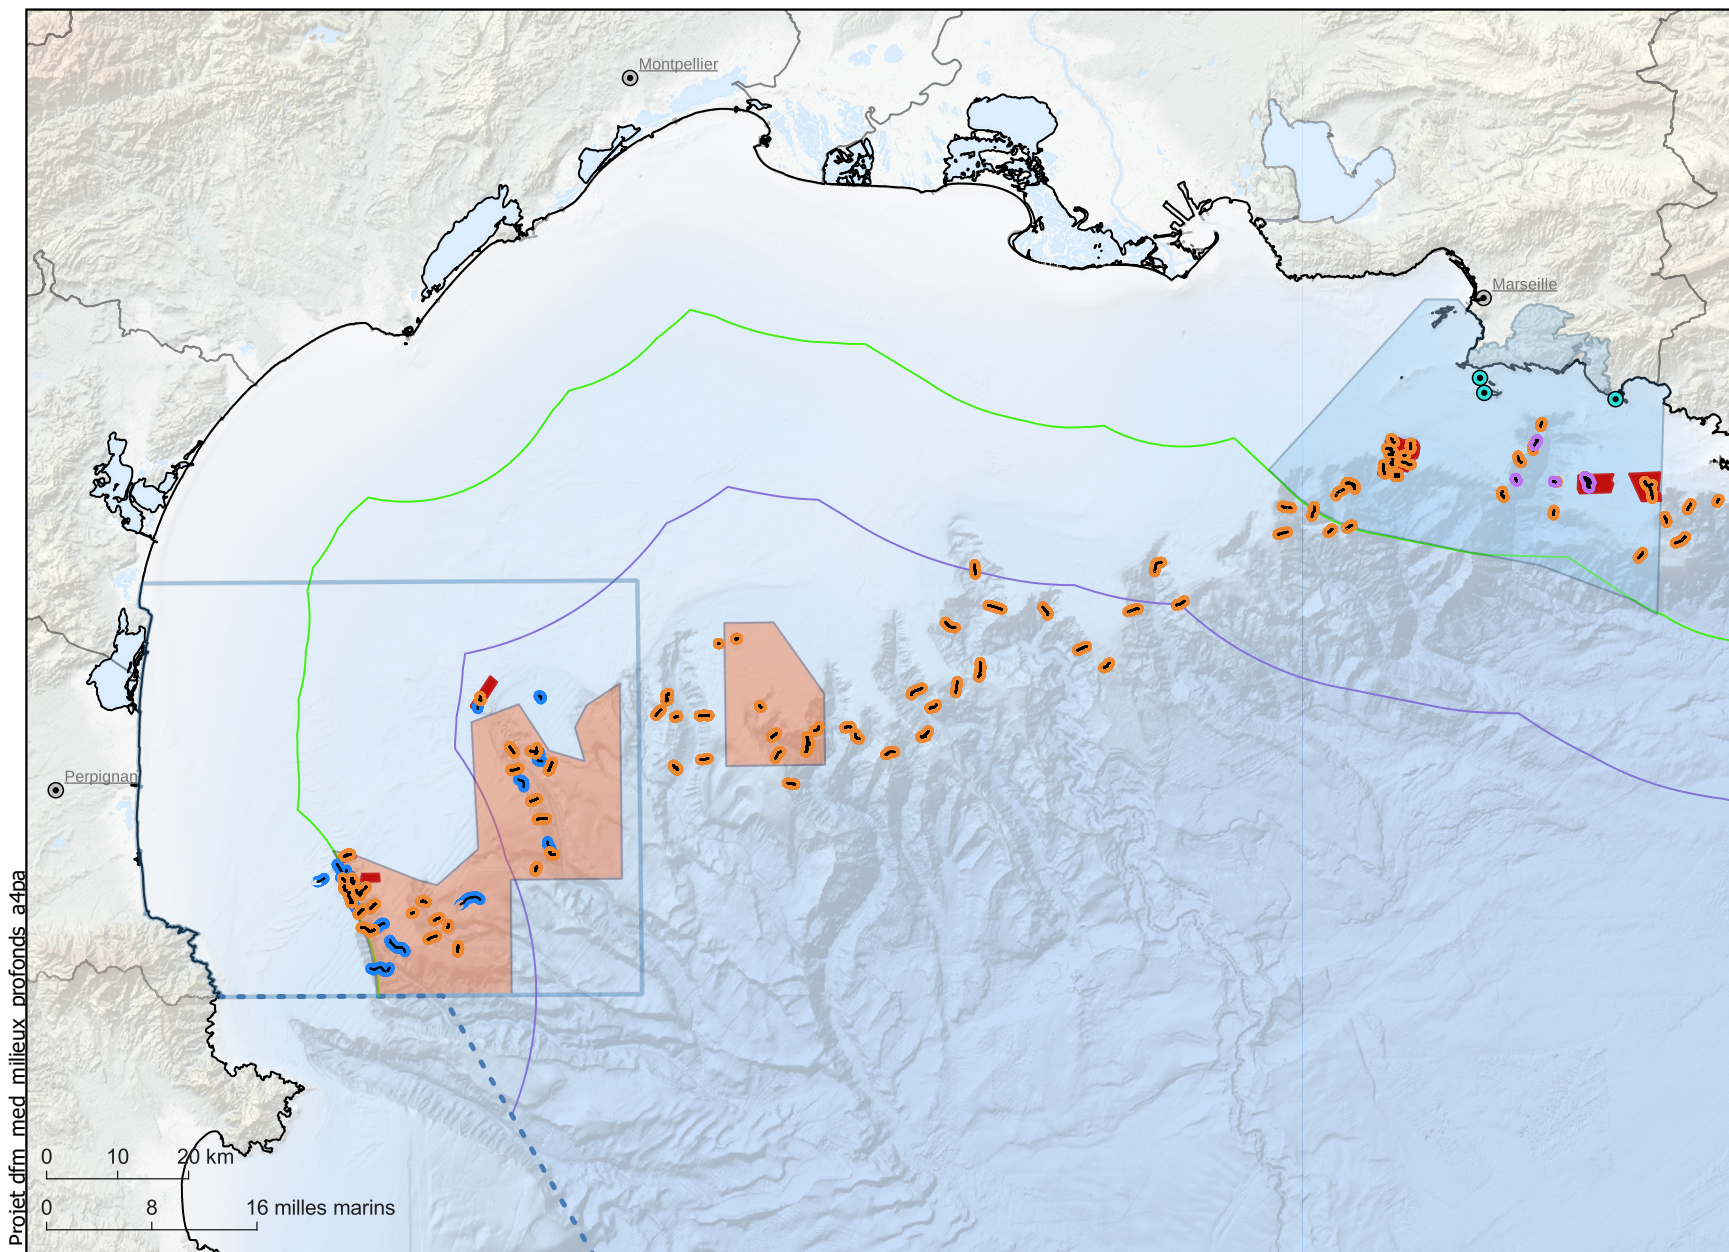 Montpellier
Marseille
Perpignan
0 10 20 km
0 8 16 milles marins
Projet dfm med milieux profonds a4pa